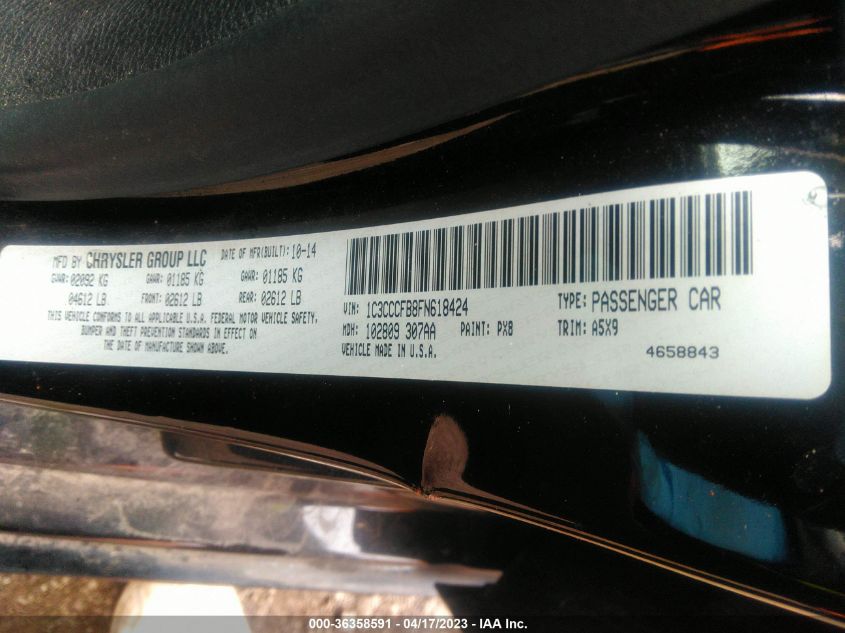 MFD BY CHRYSLER GROUP LLC DATE OF MFR(BUILT): 10-14
GVWR: 02092 KG GAWR: 01185 KG GAWR: 01185 KG
04612 LB FRONT: 02612 LB REAR: 02612 LB
THIS VEHICLE CONFORMS TO ALL APPLICABLE U.S.A. FEDERAL MOTOR VEHICLE SAFETY,
BUMPER AND THEFT PREVENTION STANDARDS IN EFFECT ON
THE DATE OF MANUFACTURE SHOWN ABOVE.
VIN: 1C3CCCFB8FN618424 TYPE: PASSENGER CAR
MDH: 102809 307AA PAINT: PX8 TRIM: A5X9
VEHICLE MADE IN U.S.A. 4658843
000-36358591 - 04/17/2023 - IAA Inc.